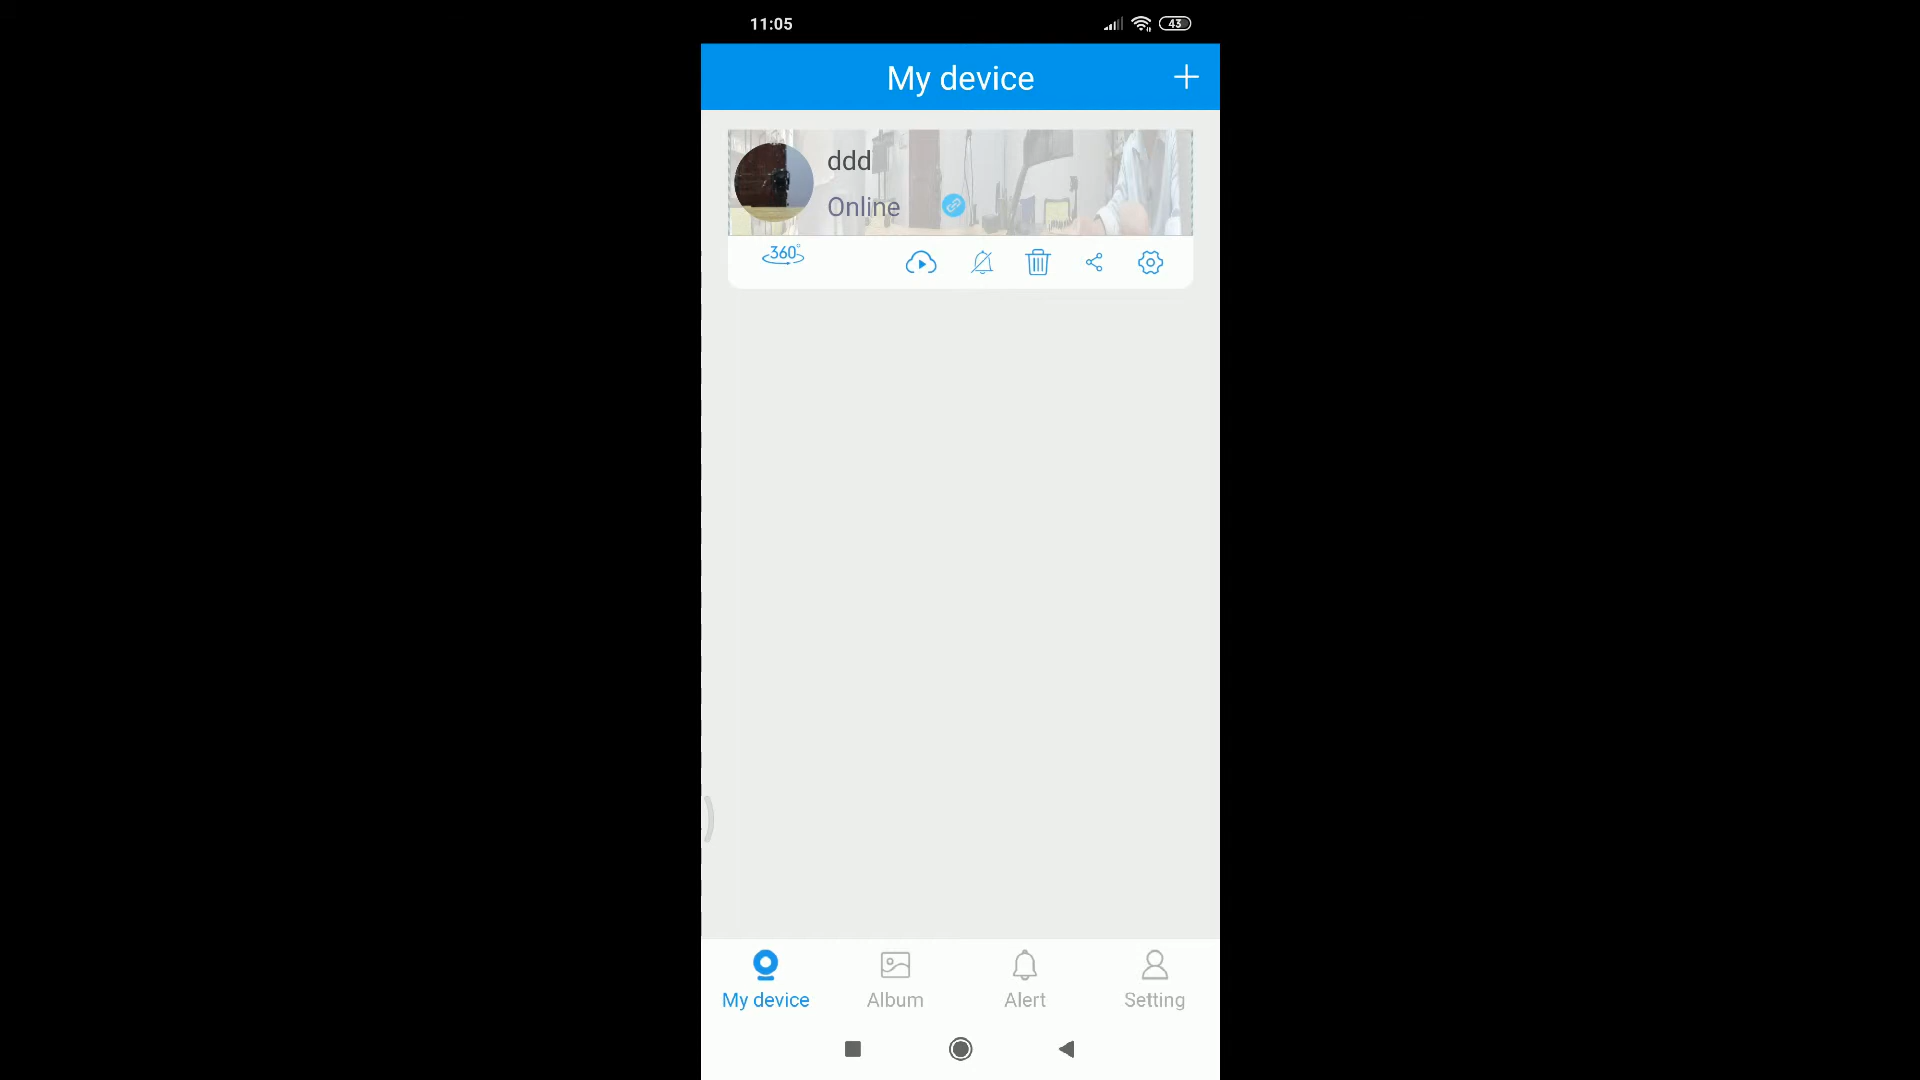 11:05
43
My device
ddd
Online
360°
My device
Album
Alert
Setting